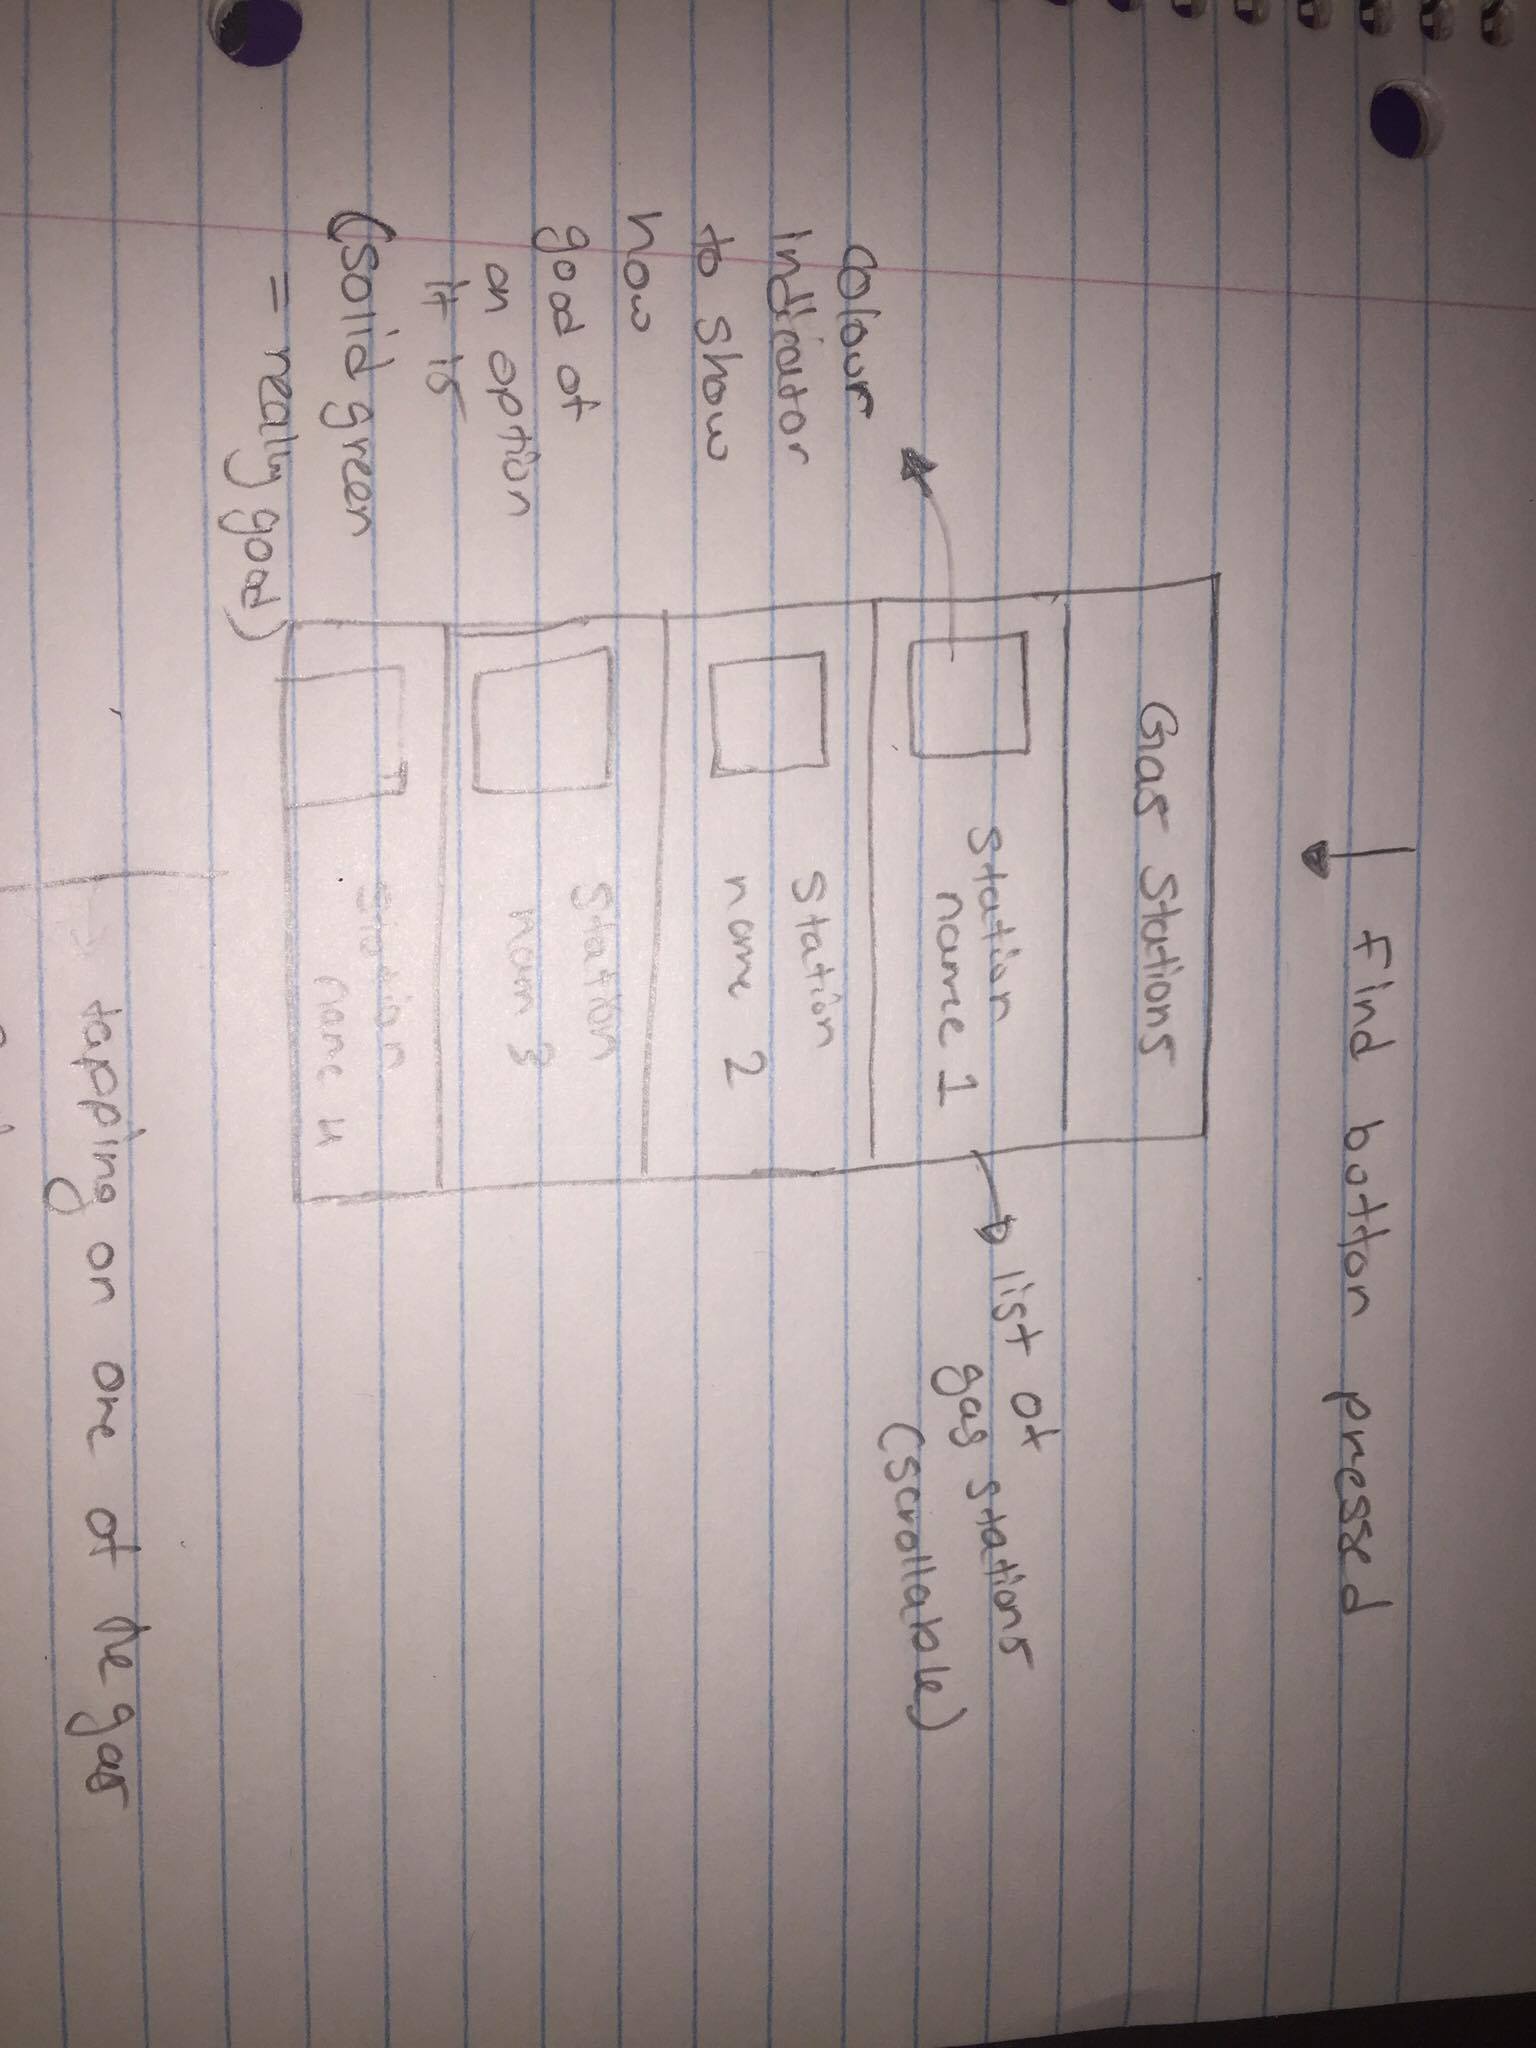 Find botton pressed
Gas Stations
Station
name 1
Station
name 2
Station
nam 3
Station
name 4
list of
gas stations
(scrollable)
colour
indicator
to show
how
good of
an option
it is
(solid green
= really good)
tapping on one of the gas